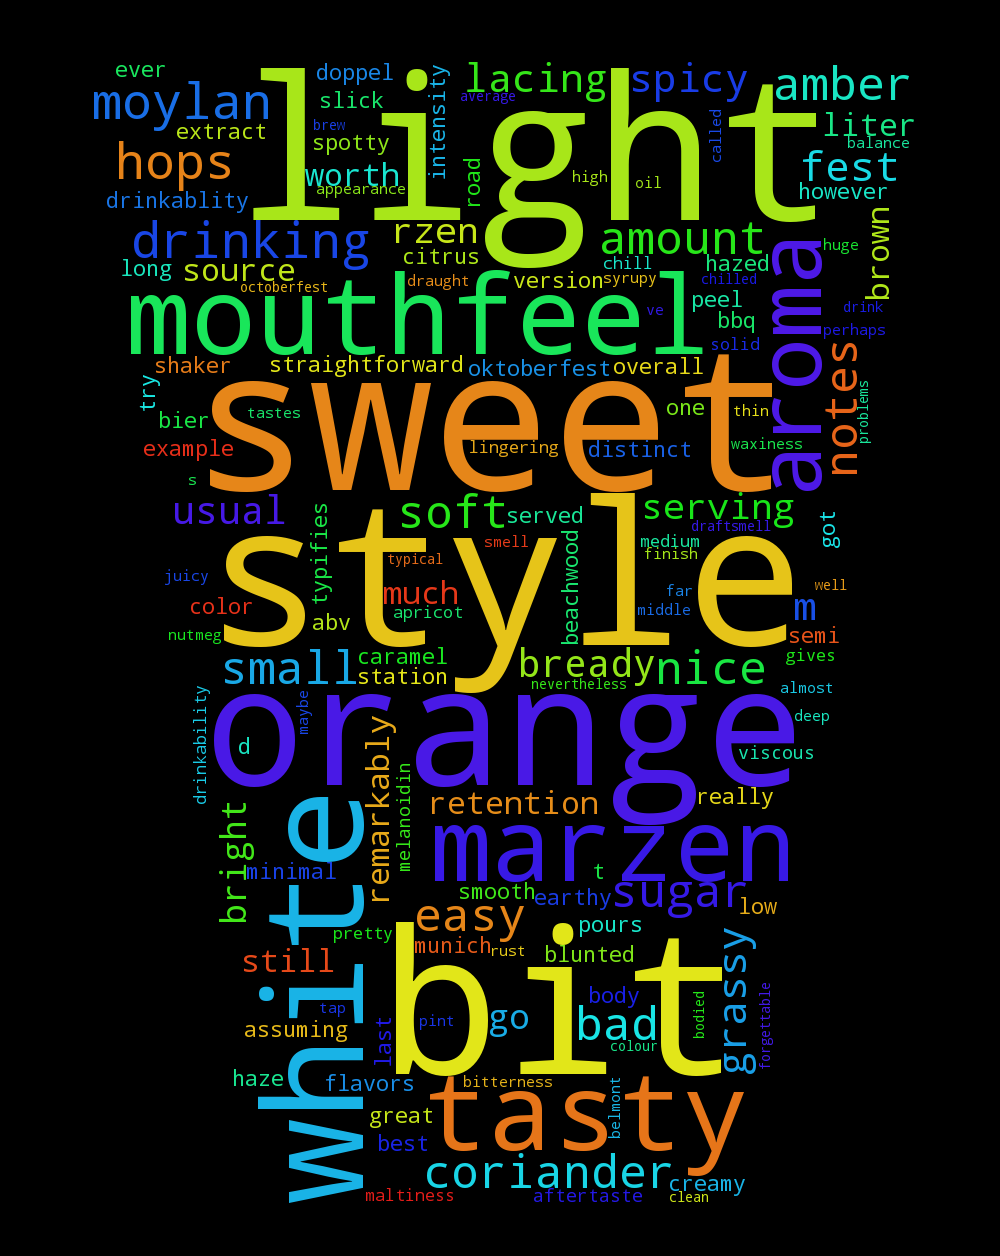 ever
doppel
lacing
spicy
amber
moylan
slick
intensity
average
light
called
liter
extract
brew
spotty
balance
hops
worth
road
high
oil
fest
drinkablity
appearance
however
drinking
rzen
amount
brown
huge
long
source
citrus
chill
hazed
aroma
octoberfest
draught
version
syrupy
chilled
mouthfeel
peel
ve
bbq
drink
perhaps
solid
shaker
straightforward
oktoberfest
overall
notes
try
sweet
problems
bier
tastes
one
thin
example
lingering
distinct
waxiness
s
usual
soft
served
serving
got
typifies
draftsmell
smell
beachwood
medium
finish
typical
style
juicy
much
far
well
color
apricot
middle
m
nutmeg
abv
semi
small
caramel
bready
nice
gives
station
nevertheless
almost
drinkability
maybe
orange
deep
d
viscous
remarkably
melanoidin
retention
really
bright
white
marzen
minimal
t
smooth
earthy
sugar
low
easy
pours
pretty
munich
rust
blunted
grassy
still
bit
body
bodied
forgettable
tap
pint
go
bad
assuming
last
colour
haze
flavors
bitterness
belmont
great
tasty
best
coriander
creamy
maltiness
aftertaste
clean